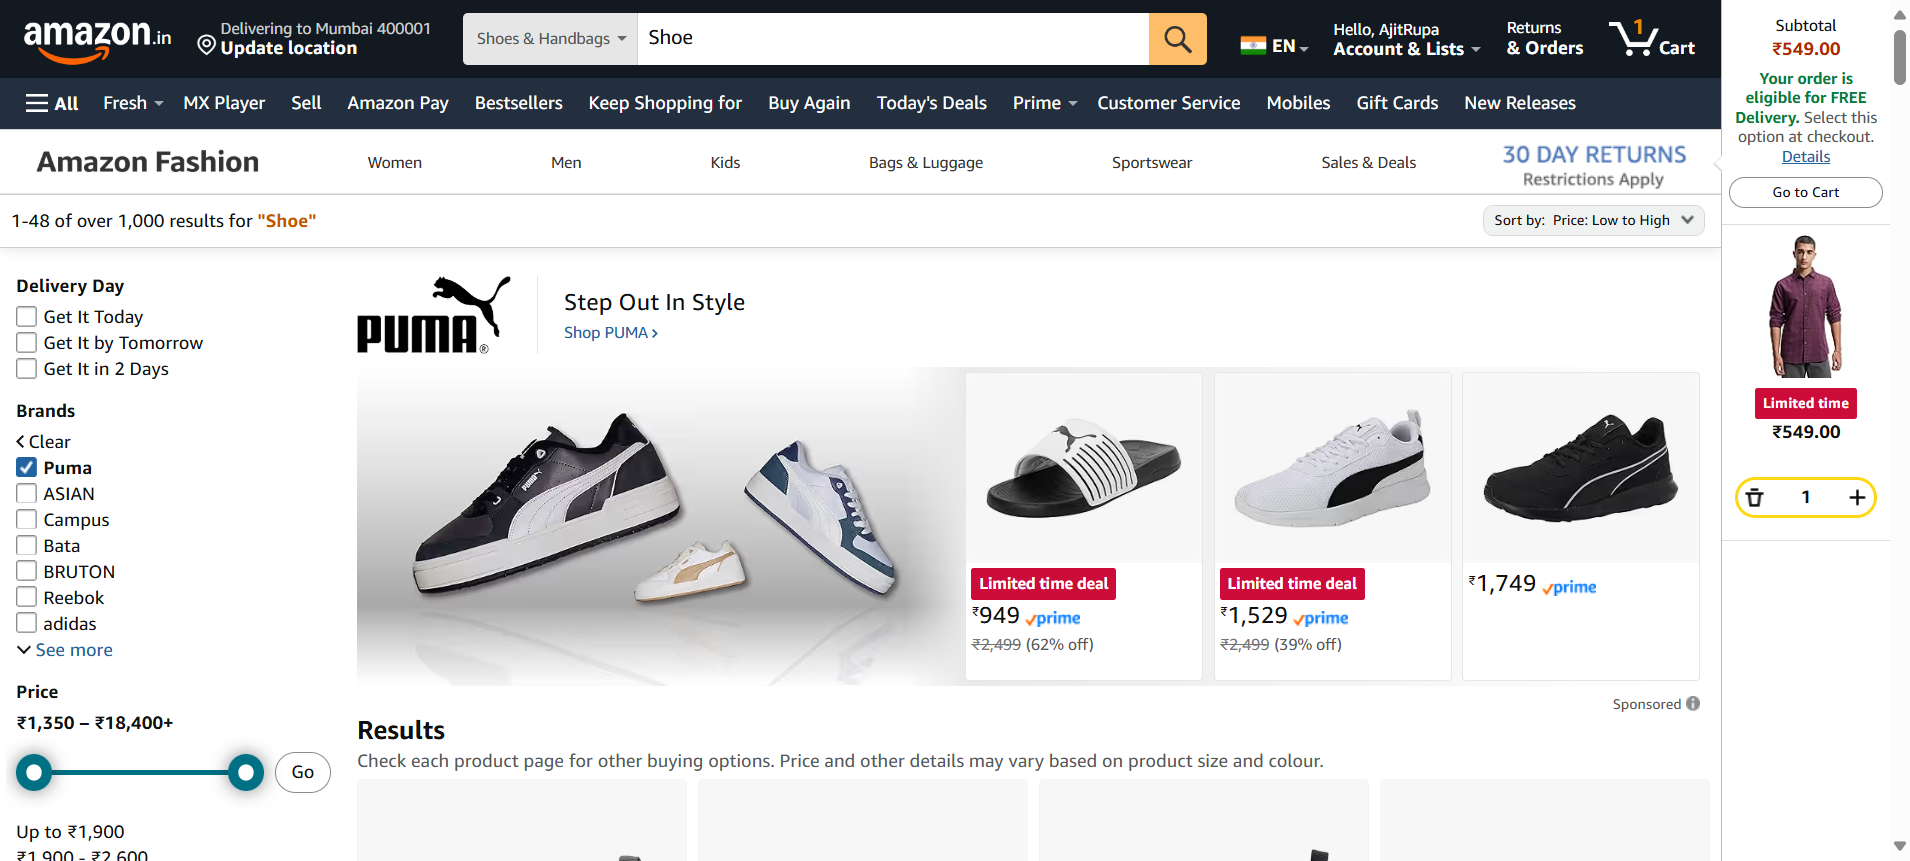 amazon.in
Delivering to Mumbai 400001
Update location
Shoes & Handbags
Shoe
EN
Hello, AjitRupa
Account & Lists
Returns
& Orders
1
Cart
All
Fresh
MX Player
Sell
Amazon Pay
Bestsellers
Keep Shopping for
Buy Again
Today's Deals
Prime
Customer Service
Mobiles
Gift Cards
New Releases
Amazon Fashion
Women
Men
Kids
Bags & Luggage
Sportswear
Sales & Deals
30 DAY RETURNS
Restrictions Apply
1-48 of over 1,000 results for "Shoe"
Sort by: Price: Low to High
Delivery Day
Get It Today
Get It by Tomorrow
Get It in 2 Days
Brands
Clear
Puma
ASIAN
Campus
Bata
BRUTON
Reebok
adidas
See more
Price
₹1,350 – ₹18,400+
Go
Up to ₹1,900
₹1,900 - ₹2,600
PUMA®
Step Out In Style
Shop PUMA ›
Limited time deal
₹949 prime
₹2,499 (62% off)
Limited time deal
₹1,529 prime
₹2,499 (39% off)
₹1,749 prime
Sponsored
Results
Check each product page for other buying options. Price and other details may vary based on product size and colour.
Subtotal
₹549.00
Your order is
eligible for FREE
Delivery. Select this
option at checkout.
Details
Go to Cart
Limited time
₹549.00
1